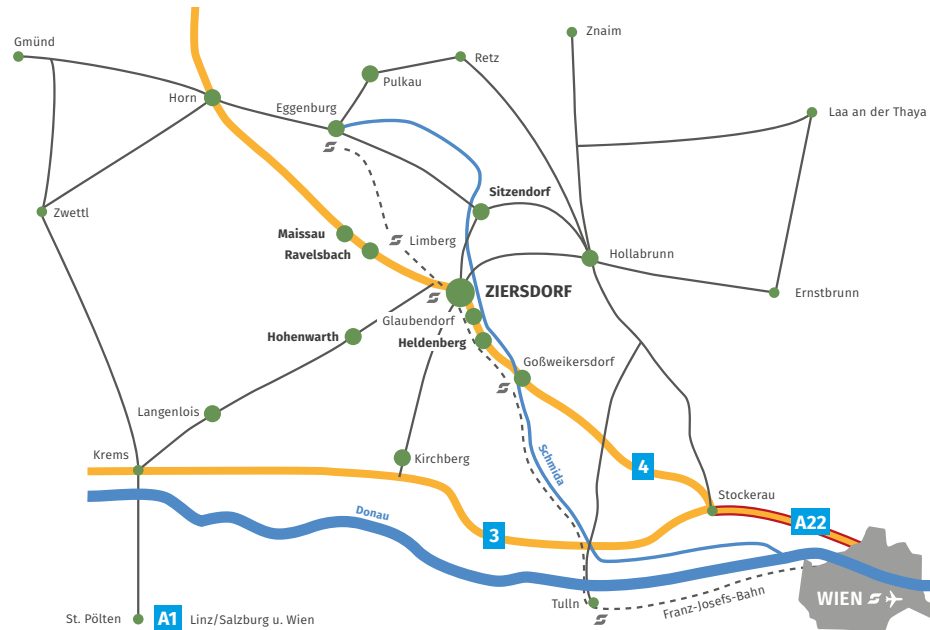 Znaim
Gmünd
Retz
Pulkau
Horn
Eggenburg
Laa an der Thaya
Sitzendorf
Zwettl
Maissau
Limberg
Ravelsbach
Hollabrunn
ZIERSDORF
Ernstbrunn
Glaubendorf
Hohenwarth
Heldenberg
Goßweikersdorf
Langenlois
Krems
Kirchberg
Schmida
4
Stockerau
Donau
A22
3
WIEN
Tulln
Franz-Josefs-Bahn
St. Pölten A1 Linz/Salzburg u. Wien